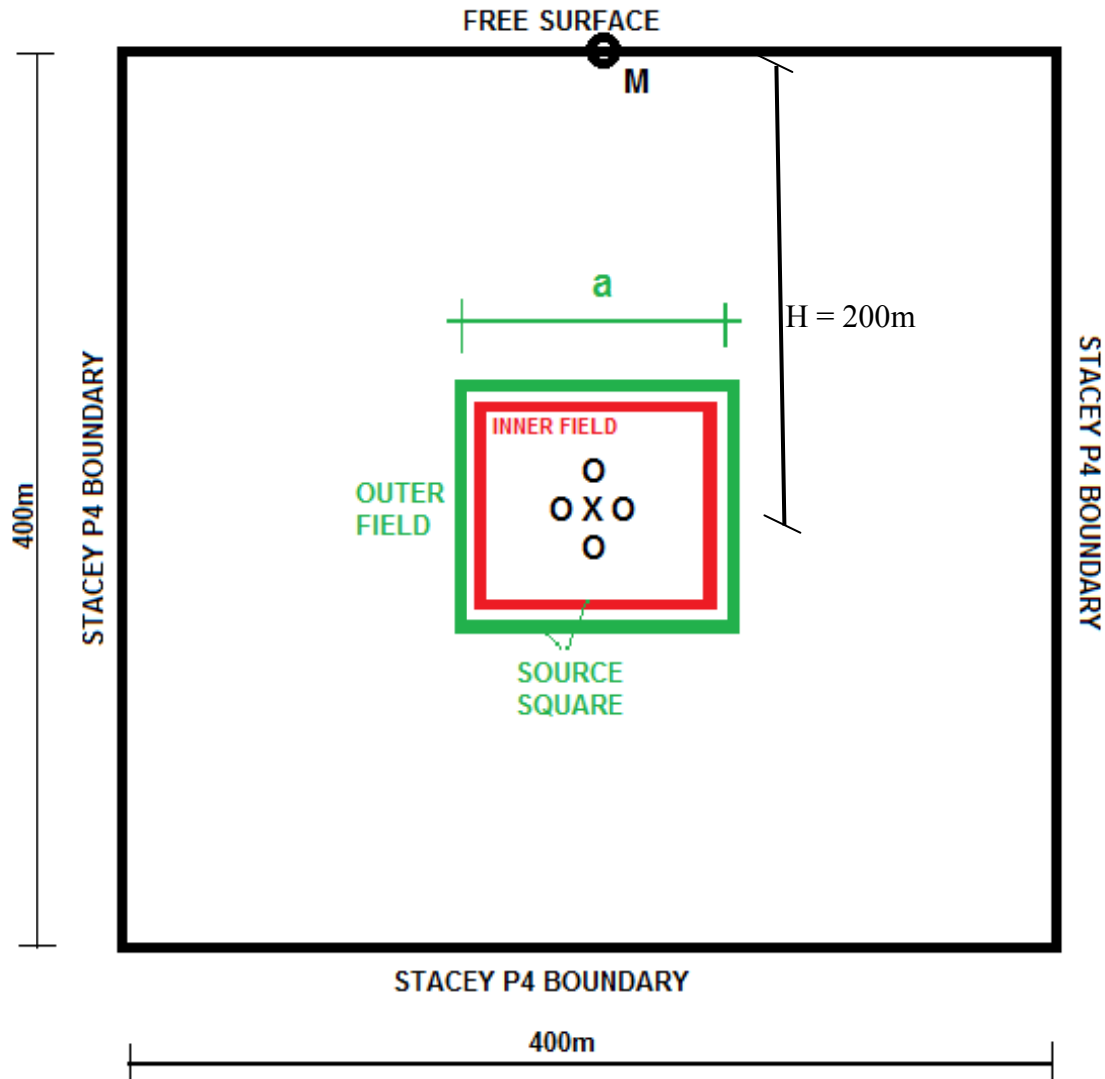 FREE SURFACE
M
a
H = 200m
STACEY P4 BOUNDARY
STACEY P4 BOUNDARY
400m
INNER FIELD
OUTER
FIELD
O
O X O
O
SOURCE
SQUARE
STACEY P4 BOUNDARY
400m